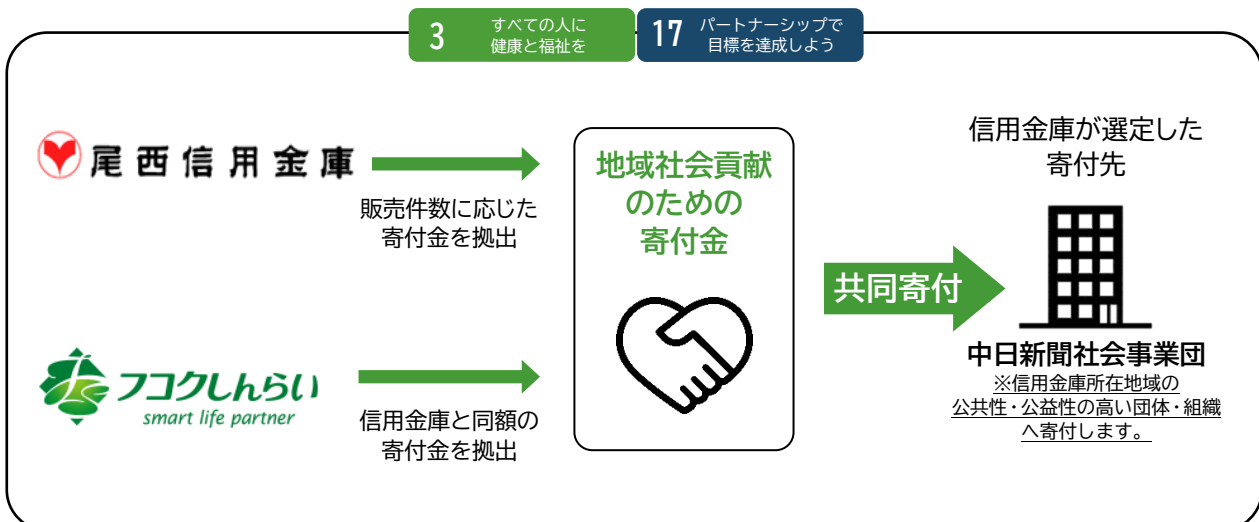 3
すべての人に
健康と福祉を
17
パートナーシップで
目標を達成しよう
尾西信用金庫
販売件数に応じた
寄付金を拠出
フコクしんらい
smart life partner
信用金庫と同額の
寄付金を拠出
地域社会貢献
のための
寄付金
共同寄付
信用金庫が選定した
寄付先
中日新聞社会事業団
※信用金庫所在地域の
公共性・公益性の高い団体・組織
へ寄付します。